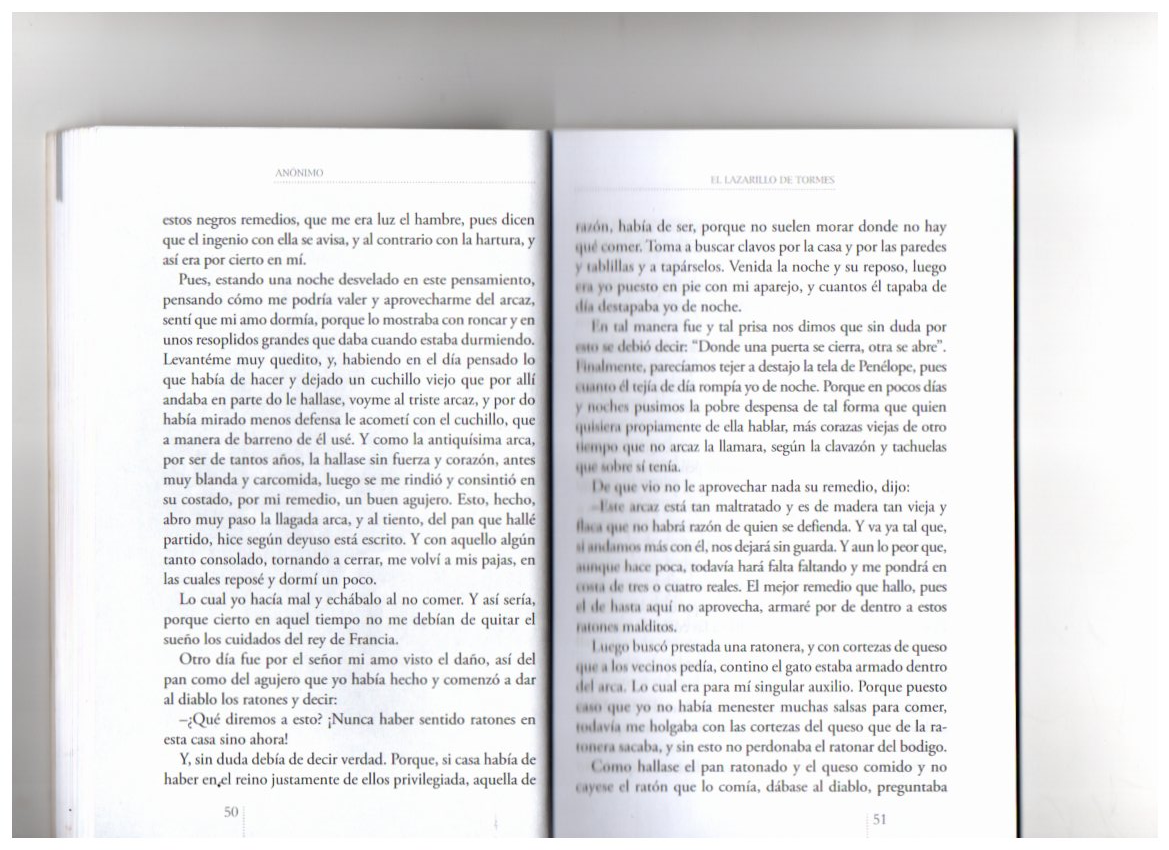 ANÓNIMO
estos negros remedios, que me era luz el hambre, pues dicen
que el ingenio con ella se avisa, y al contrario con la hartura, y
así era por cierto en mí.
Pues, estando una noche desvelado en este pensamiento,
pensando cómo me podría valer y aprovecharme del arcaz,
sentí que mi amo dormía, porque lo mostraba con roncar y en
unos resoplidos grandes que daba cuando estaba durmiendo.
Levantéme muy quedito, y, habiendo en el día pensado lo
que había de hacer y dejado un cuchillo viejo que por allí
andaba en parte do le hallase, voyme al triste arcaz, y por do
había mirado menos defensa le acometí con el cuchillo, que
a manera de barreno de él usé. Y como la antiquísima arca,
por ser de tantos años, la hallase sin fuerza y corazón, antes
muy blanda y carcomida, luego se me rindió y consintió en
su costado, por mi remedio, un buen agujero. Esto, hecho,
abro muy paso la llagada arca, y al tiento, del pan que hallé
partido, hice según deyuso está escrito. Y con aquello algún
tanto consolado, tornando a cerrar, me volví a mis pajas, en
las cuales reposé y dormí un poco.
Lo cual yo hacía mal y echábalo al no comer. Y así sería,
porque cierto en aquel tiempo no me debían de quitar el
sueño los cuidados del rey de Francia.
Otro día fue por el señor mi amo visto el daño, así del
pan como del agujero que yo había hecho y comenzó a dar
al diablo los ratones y decir:
–¿Qué diremos a esto? ¡Nunca haber sentido ratones en
esta casa sino ahora!
Y, sin duda debía de decir verdad. Porque, si casa había de
haber en el reino justamente de ellos privilegiada, aquella de
50
EL LAZARILLO DE TORMES
razón, había de ser, porque no suelen morar donde no hay
qué comer. Toma a buscar clavos por la casa y por las paredes
y tablillas y a tapárselos. Venida la noche y su reposo, luego
era yo puesto en pie con mi aparejo, y cuantos él tapaba de
día destapaba yo de noche.
En tal manera fue y tal prisa nos dimos que sin duda por
esto se debió decir: “Donde una puerta se cierra, otra se abre”.
Finalmente, parecíamos tejer a destajo la tela de Penélope, pues
cuanto él tejía de día rompía yo de noche. Porque en pocos días
y noches pusimos la pobre despensa de tal forma que quien
quisiera propiamente de ella hablar, más corazas viejas de otro
tiempo que no arcaz la llamara, según la clavazón y tachuelas
que sobre sí tenía.
De que vio no le aprovechar nada su remedio, dijo:
–Este arcaz está tan maltratado y es de madera tan vieja y
flaca que no habrá razón de quien se defienda. Y va ya tal que,
si andamos más con él, nos dejará sin guarda. Y aun lo peor que,
aunque hace poca, todavía hará falta faltando y me pondrá en
costa de tres o cuatro reales. El mejor remedio que hallo, pues
el de hasta aquí no aprovecha, armaré por de dentro a estos
ratones malditos.
Luego buscó prestada una ratonera, y con cortezas de queso
que a los vecinos pedía, contino el gato estaba armado dentro
del arca. Lo cual era para mí singular auxilio. Porque puesto
caso que yo no había menester muchas salsas para comer,
todavía me holgaba con las cortezas del queso que de la ra-
tonera sacaba, y sin esto no perdonaba el ratonar del bodigo.
Como hallase el pan ratonado y el queso comido y no
cayese el ratón que lo comía, dábase al diablo, preguntaba
51